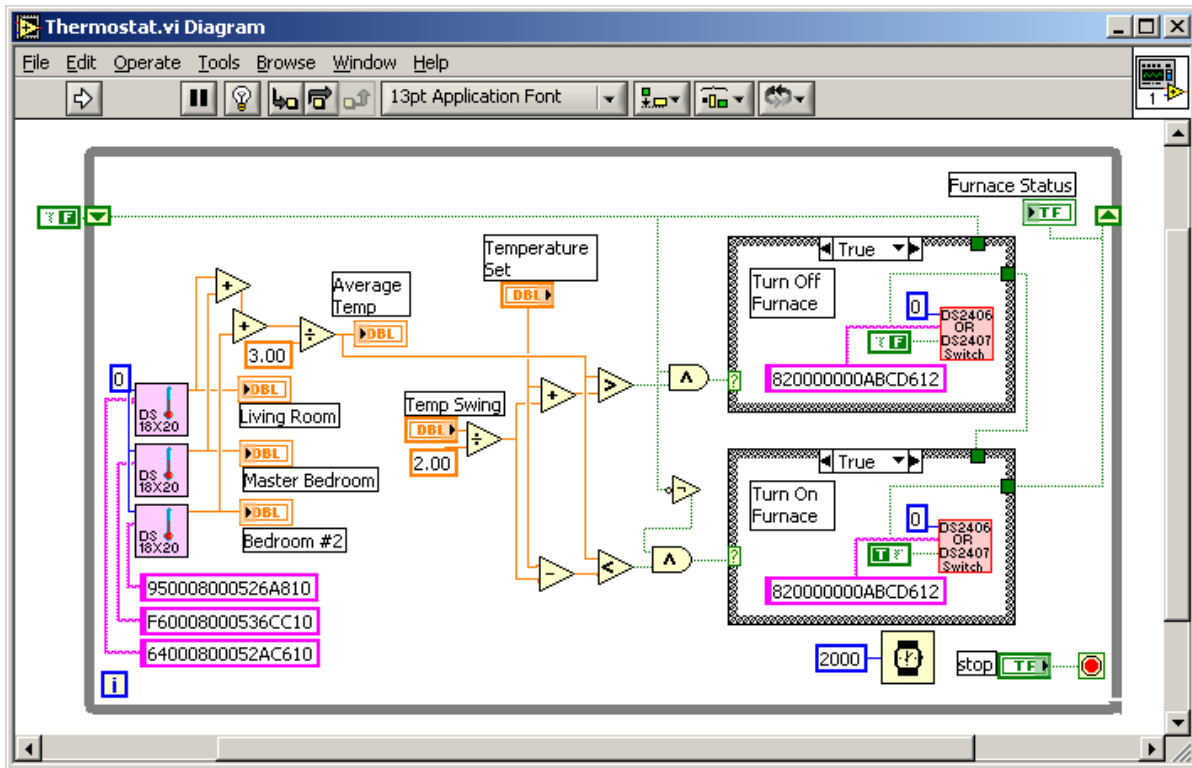 Thermostat.vi Diagram
File Edit Operate Tools Browse Window Help
13pt Application Font
1
Furnace Status
F
TF
Temperature
Set
DBL
True
Turn Off
Furnace
0
DS2406
OR
DS2407
Switch
F
820000000ABCD612
?
Average
Temp
DBL
+
+
÷
3.00
>
∧
0
DS
18X20
DBL
Living Room
Temp Swing
DBL
÷
2.00
+
DS
18X20
DBL
Master Bedroom
DS
18X20
DBL
Bedroom #2
True
Turn On
Furnace
0
DS2406
OR
DS2407
Switch
T
820000000ABCD612
?
¬
∧
-
<
950008000526A810
F60008000536CC10
64000800052AC610
2000
stop
TF
i